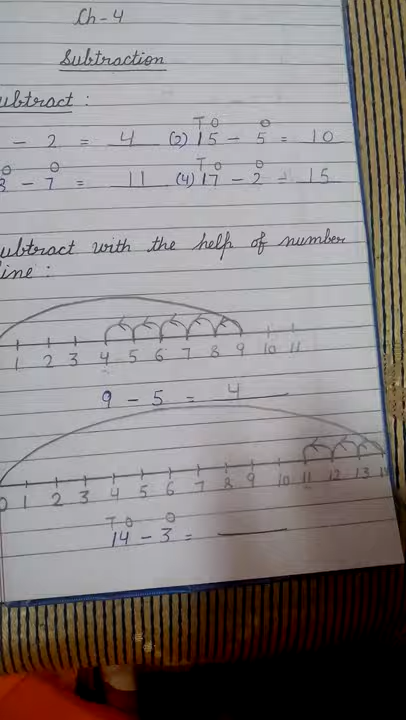 Ch-4
Subtraction
ubtract :
- 2 = 4 (2) 15 - 5 = 10
T O O
8 - 7 = 11 (4) 17 - 2 = 15
O O T O O
ubtract with the help of number
ine :
1 2 3 4 5 6 7 8 9 10 11
9 - 5 = 4
0 1 2 3 4 5 6 7 8 9 10 11 12 13
T O O
14 - 3 =